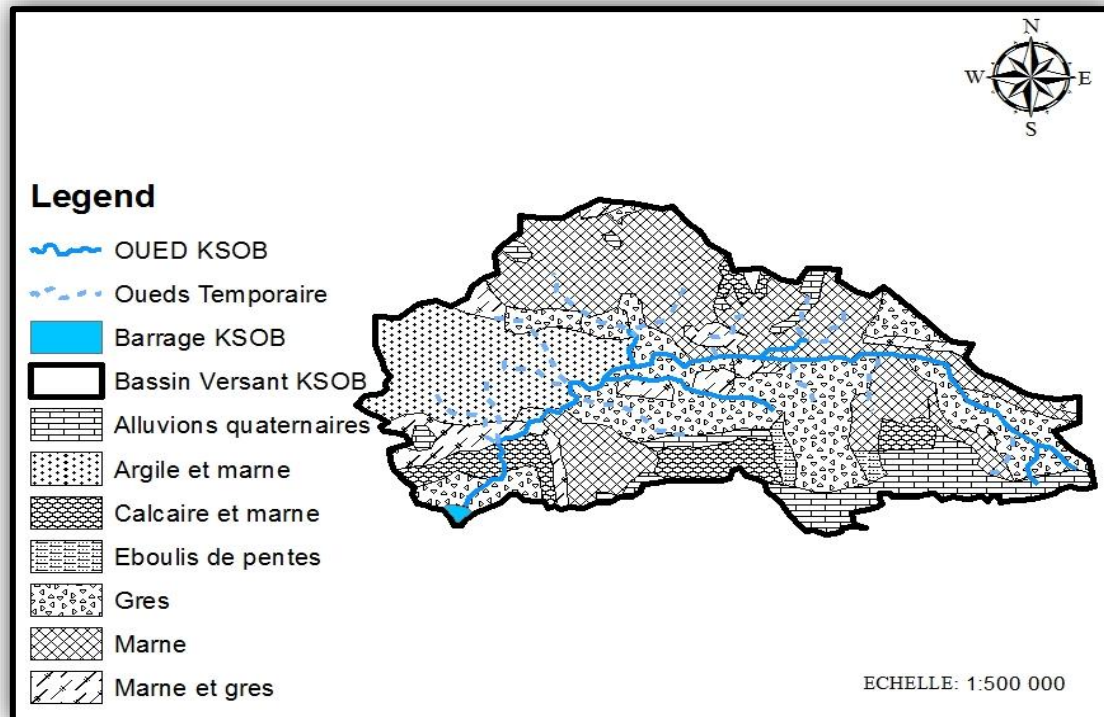 N
W E
S
Legend
OUED KSOB
Oueds Temporaire
Barrage KSOB
Bassin Versant KSOB
Alluvions quaternaires
Argile et marne
Calcaire et marne
Eboulis de pentes
Gres
Marne
Marne et gres
ECHELLE: 1:500 000